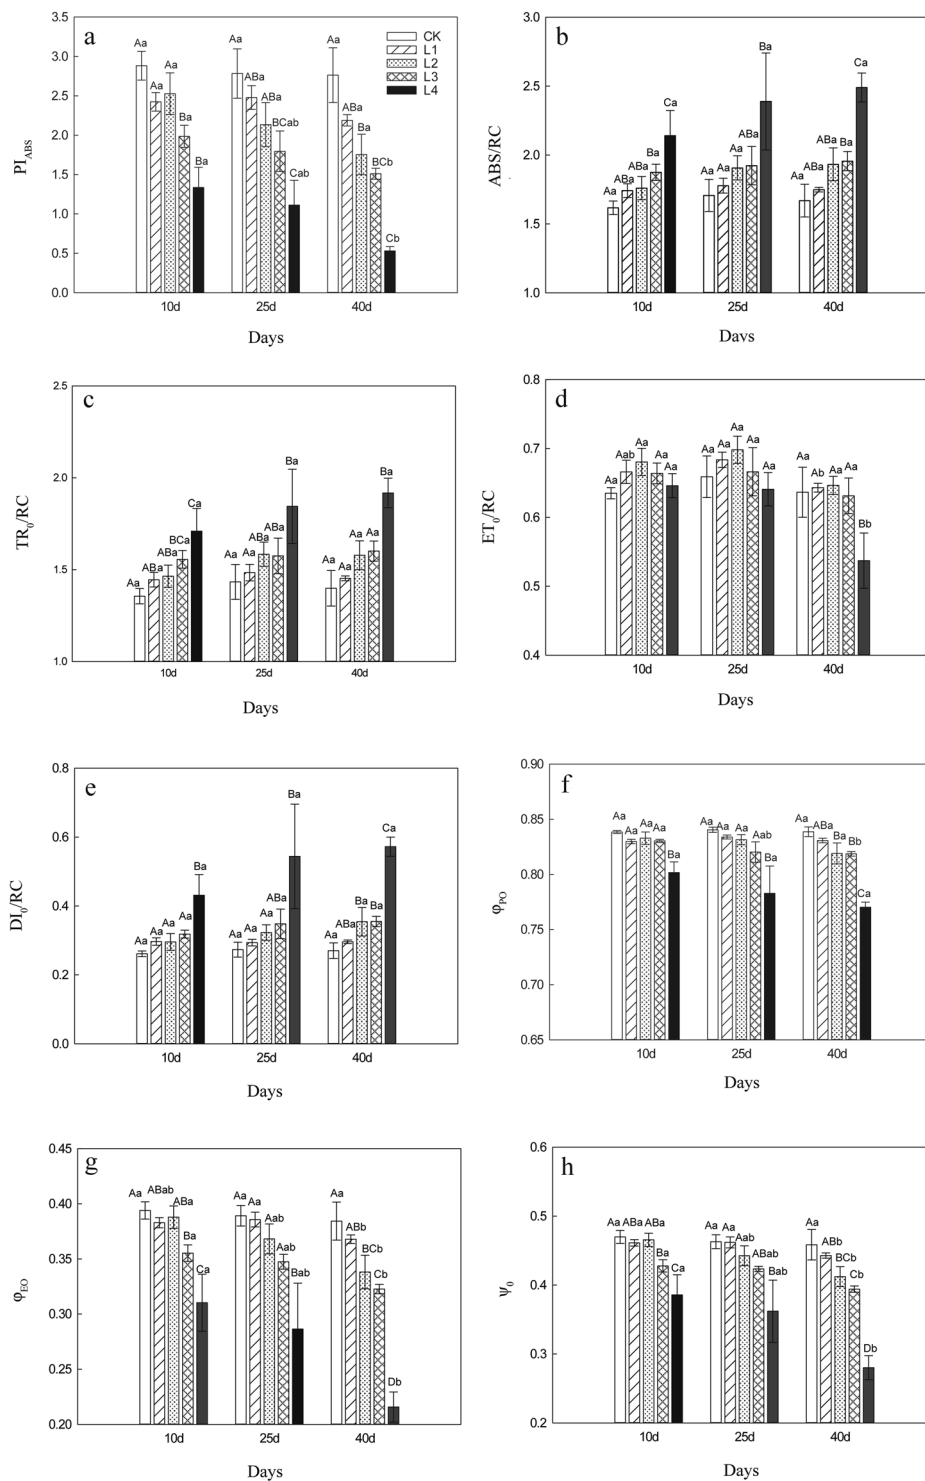 a
CK
L1
L2
L3
L4
3.5
3.0
2.5
2.0
1.5
1.0
0.5
0.0
PI_ABS
Aa Aa Aa Ba Ba
Aa ABa ABa BCab Cab
Aa ABa Ba BCb Cb
10d 25d 40d
Days
b
3.0
2.5
2.0
1.5
1.0
ABS/RC
Aa ABa ABa Ba Ca
Aa Aa Aa Aa Ba
Aa ABa Ba Ba Ca
10d 25d 40d
Days
c
2.5
2.0
1.5
1.0
TR0/RC
Aa ABa ABa BCa Ca
Aa Aa ABa ABa Ba
Aa Aa Aa Aa Ba
10d 25d 40d
Days
d
0.8
0.7
0.6
0.5
0.4
ET0/RC
Aa Aab Aa Aa Aa
Aa Aa Aa Aa Aa
Aa Ab Aa Aa Bb
10d 25d 40d
Days
e
0.8
0.6
0.4
0.2
0.0
DI0/RC
Aa Aa Aa Aa Ba
Aa Aa Aa ABa Ba
Aa ABa Ba Ba Ca
10d 25d 40d
Days
f
0.90
0.85
0.80
0.75
0.70
0.65
φPO
Aa Aa Aa Aa Ba
Aa Aa Aa Aab Ba
Aa ABa Ba Bb Ca
10d 25d 40d
Days
g
0.45
0.40
0.35
0.30
0.25
0.20
φEO
Aa ABab ABa Ba Ca
Aa Aa Aab Aab Bab
Aa ABb BCb Cb Db
10d 25d 40d
Days
h
0.6
0.5
0.4
0.3
0.2
ψ0
Aa ABa ABa Ba Ca
Aa Aa Aab ABab Bab
Aa ABb BCb Cb Db
10d 25d 40d
Days